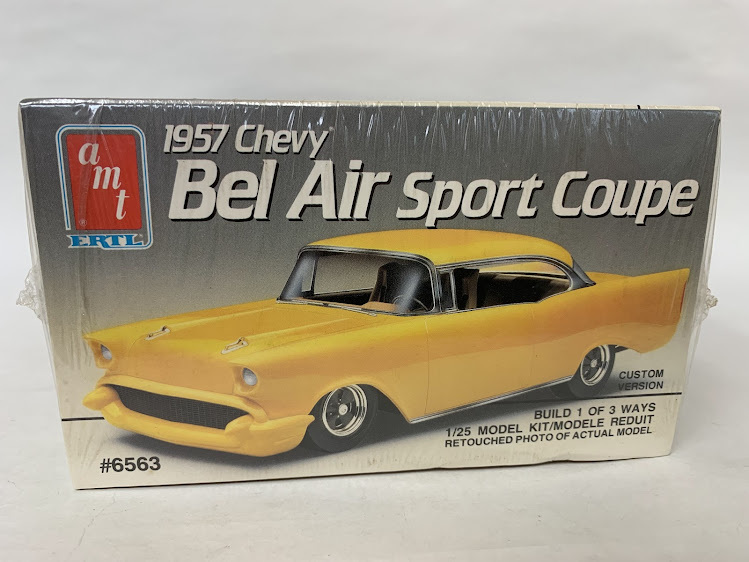 amt
®
ERTL
1957 Chevy
Bel Air Sport Coupe
CUSTOM
VERSION
BUILD 1 OF 3 WAYS
1/25 MODEL KIT/MODELE REDUIT
RETOUCHED PHOTO OF ACTUAL MODEL
#6563